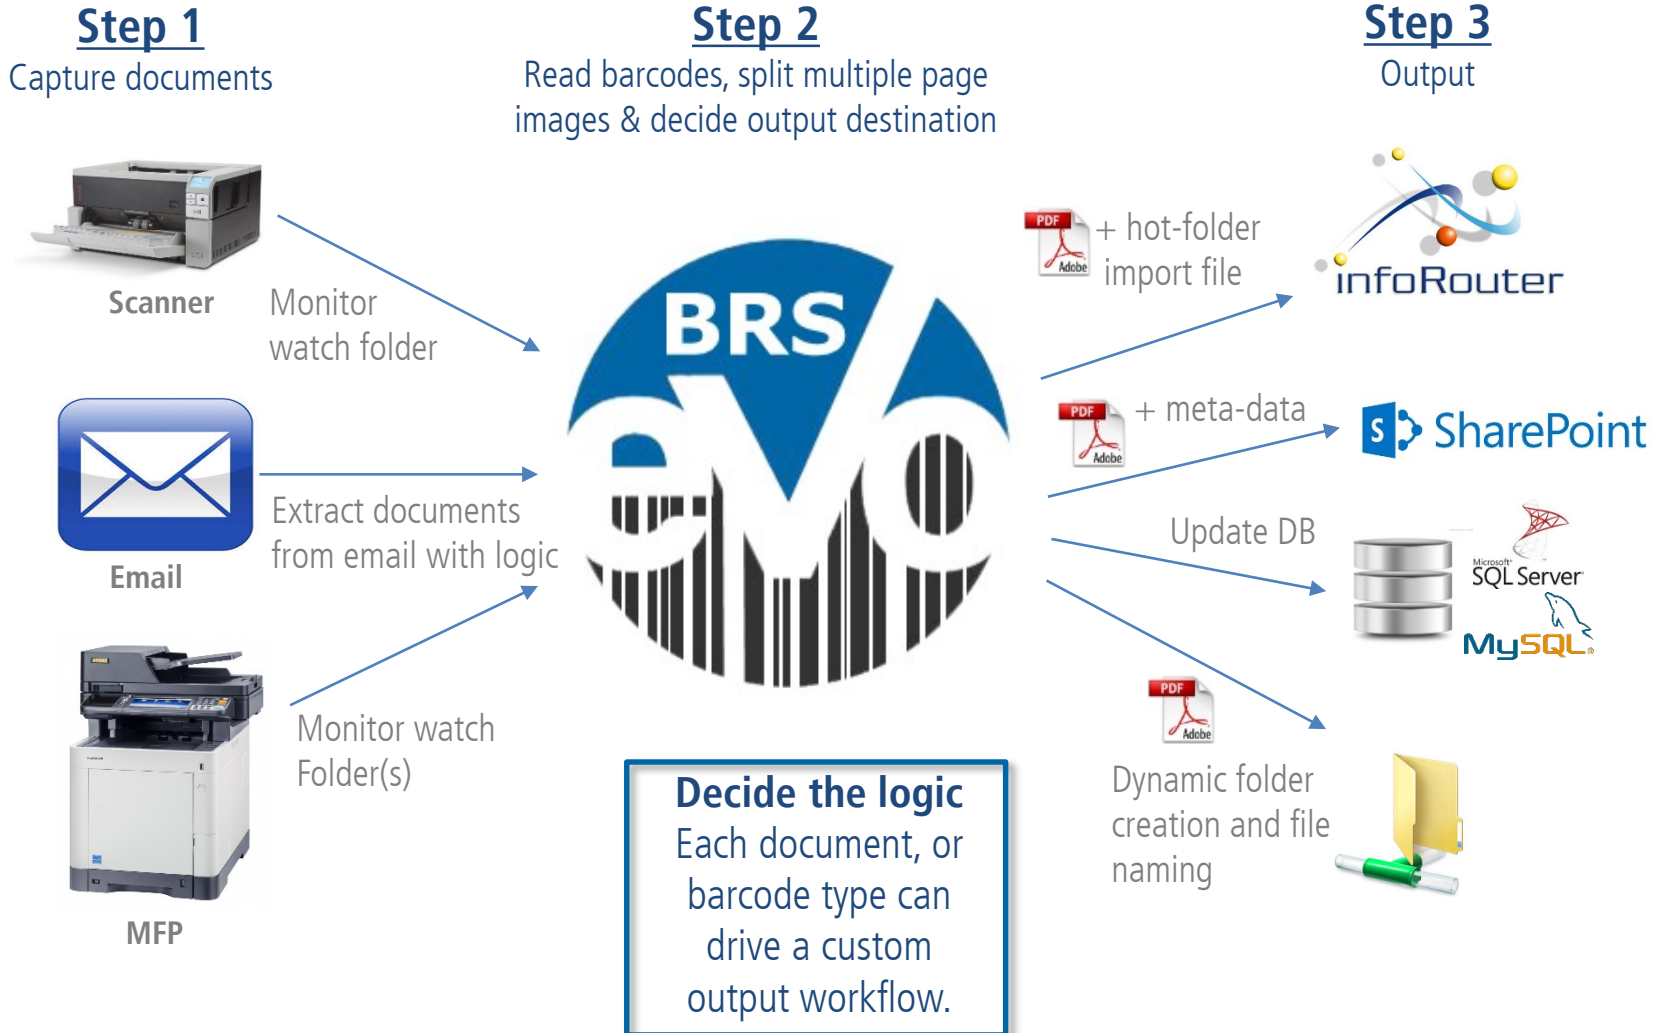 Step 1
Capture documents
Scanner
Monitor
watch folder
Email
Extract documents
from email with logic
MFP
Monitor watch
Folder(s)
Step 2
Read barcodes, split multiple page
images & decide output destination
BRS
evo
Decide the logic
Each document, or
barcode type can
drive a custom
output workflow.
Step 3
Output
PDF
Adobe
+ hot-folder
import file
infoRouter
PDF
Adobe
+ meta-data
S
SharePoint
Update DB
Microsoft®
SQL Server
MySQL®
PDF
Adobe
Dynamic folder
creation and file
naming